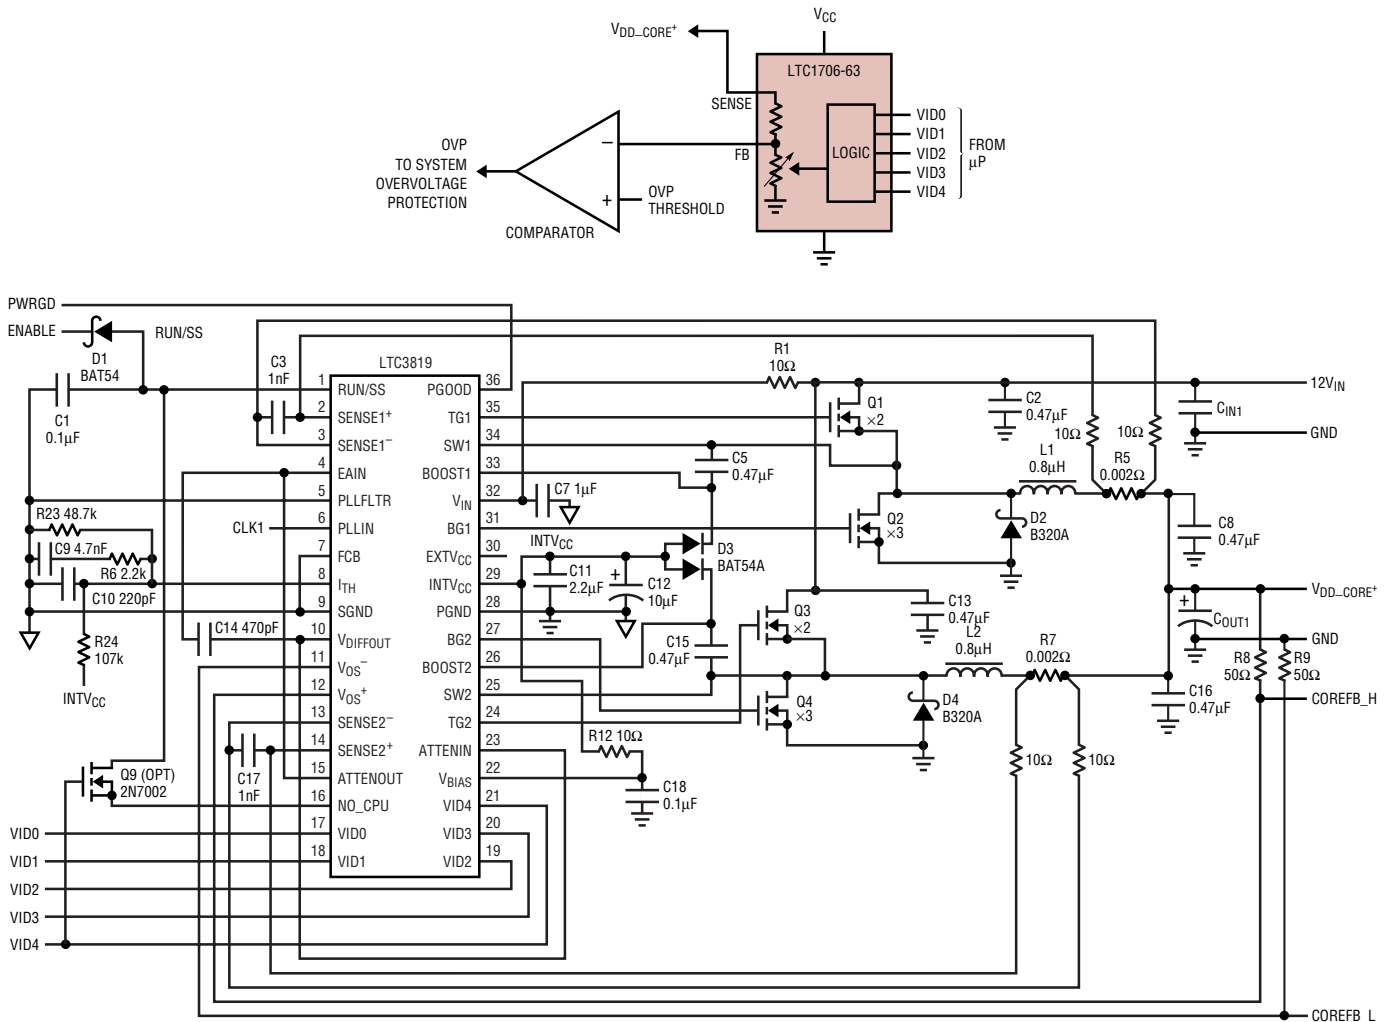 VDD_CORE+
VCC
LTC1706-63
SENSE
FB
LOGIC
VID0
VID1
VID2
VID3
VID4
FROM
µP
OVP
TO SYSTEM
OVERVOLTAGE
PROTECTION
−
+
OVP
THRESHOLD
COMPARATOR
PWRGD
ENABLE
RUN/SS
D1
BAT54
C1
0.1µF
C3
1nF
LTC3819
1 RUN/SS
2 SENSE1+
3 SENSE1−
4 EAIN
5 PLLFLTR
6 PLLIN
7 FCB
8 ITH
9 SGND
10 VDIFFOUT
11 VOS−
12 VOS+
13 SENSE2−
14 SENSE2+
15 ATTENOUT
16 NO_CPU
17 VID0
18 VID1
PGOOD 36
TG1 35
SW1 34
BOOST1 33
VIN 32
BG1 31
EXTVCC 30
INTVCC 29
PGND 28
BG2 27
BOOST2 26
SW2 25
TG2 24
ATTENIN 23
VBIAS 22
VID4 21
VID3 20
VID2 19
R23 48.7k
CLK1
C9 4.7nF
R6 2.2k
C10 220pF
R24
107k
INTVCC
C14 470pF
C17
1nF
Q9 (OPT)
2N7002
VID0
VID1
VID2
VID3
VID4
R1
10Ω
Q1
×2
C2
0.47µF
CIN1
12VIN
GND
10Ω
10Ω
C5
0.47µF
C7 1µF
L1
0.8µH
R5
0.002Ω
Q2
×3
D2
B320A
C8
0.47µF
INTVCC
C11
2.2µF
+
C12
10µF
D3
BAT54A
Q3
×2
C13
0.47µF
C15
0.47µF
L2
0.8µH
R7
0.002Ω
VDD_CORE+
+
COUT1
GND
R8
50Ω
R9
50Ω
Q4
×3
D4
B320A
C16
0.47µF
COREFB_H
R12 10Ω
C18
0.1µF
10Ω
10Ω
COREFB_L